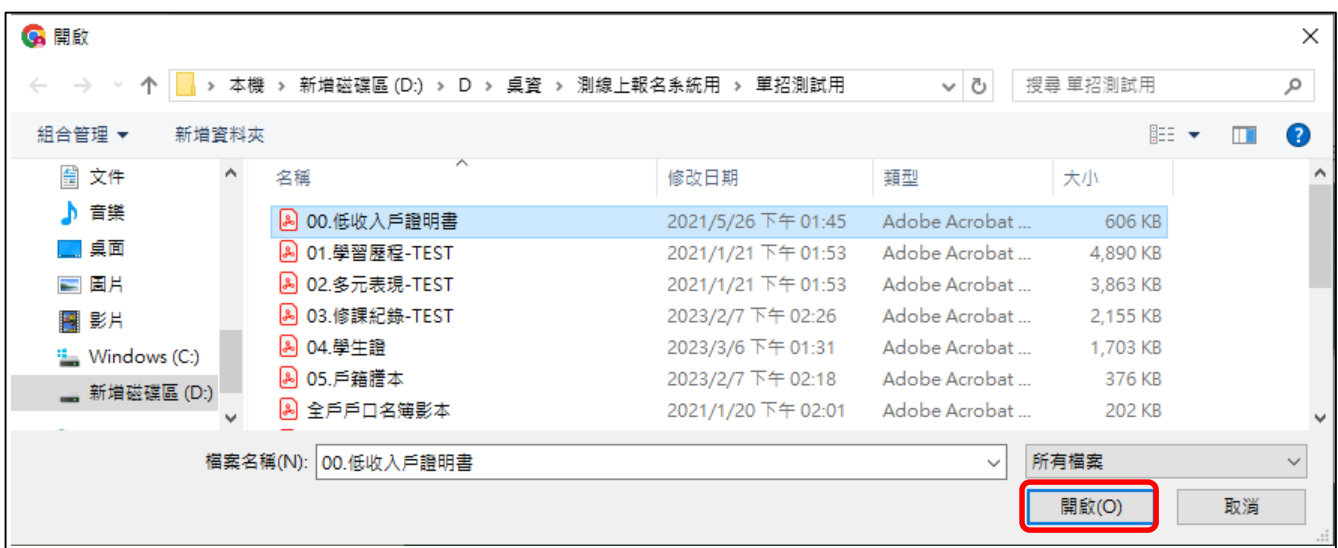 開啟
本機 › 新增磁碟區 (D:) › D › 桌資 › 測線上報名系統用 › 單招測試用
搜尋 單招測試用
組合管理 新增資料夾
文件
音樂
桌面
圖片
影片
Windows (C:)
新增磁碟區 (D:)
名稱 修改日期 類型 大小
00.低收入戶證明書 2021/5/26 下午 01:45 Adobe Acrobat ... 606 KB
01.學習歷程-TEST 2021/1/21 下午 01:53 Adobe Acrobat ... 4,890 KB
02.多元表現-TEST 2021/1/21 下午 01:53 Adobe Acrobat ... 3,863 KB
03.修課紀錄-TEST 2023/2/7 下午 02:26 Adobe Acrobat ... 2,155 KB
04.學生證 2023/3/6 下午 01:31 Adobe Acrobat ... 1,703 KB
05.戶籍謄本 2023/2/7 下午 02:18 Adobe Acrobat ... 376 KB
全戶戶口名簿影本 2021/1/20 下午 02:01 Adobe Acrobat ... 202 KB
檔案名稱(N): 00.低收入戶證明書 所有檔案
開啟(O) 取消